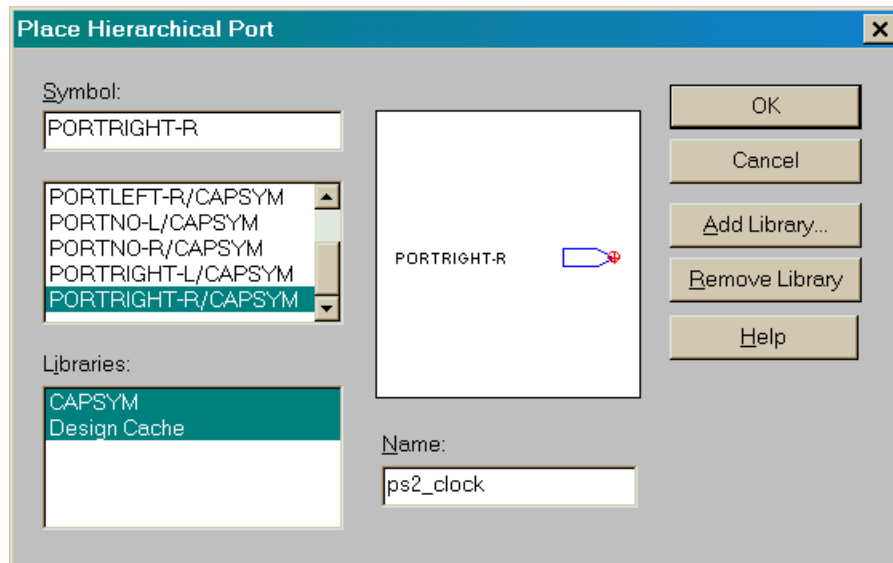 Place Hierarchical Port
Symbol:
PORTRIGHT-R
PORTLEFT-R/CAPSYM
PORTNO-L/CAPSYM
PORTNO-R/CAPSYM
PORTRIGHT-L/CAPSYM
PORTRIGHT-R/CAPSYM
Libraries:
CAPSYM
Design Cache
PORTRIGHT-R
Name:
ps2_clock
OK
Cancel
Add Library...
Remove Library
Help